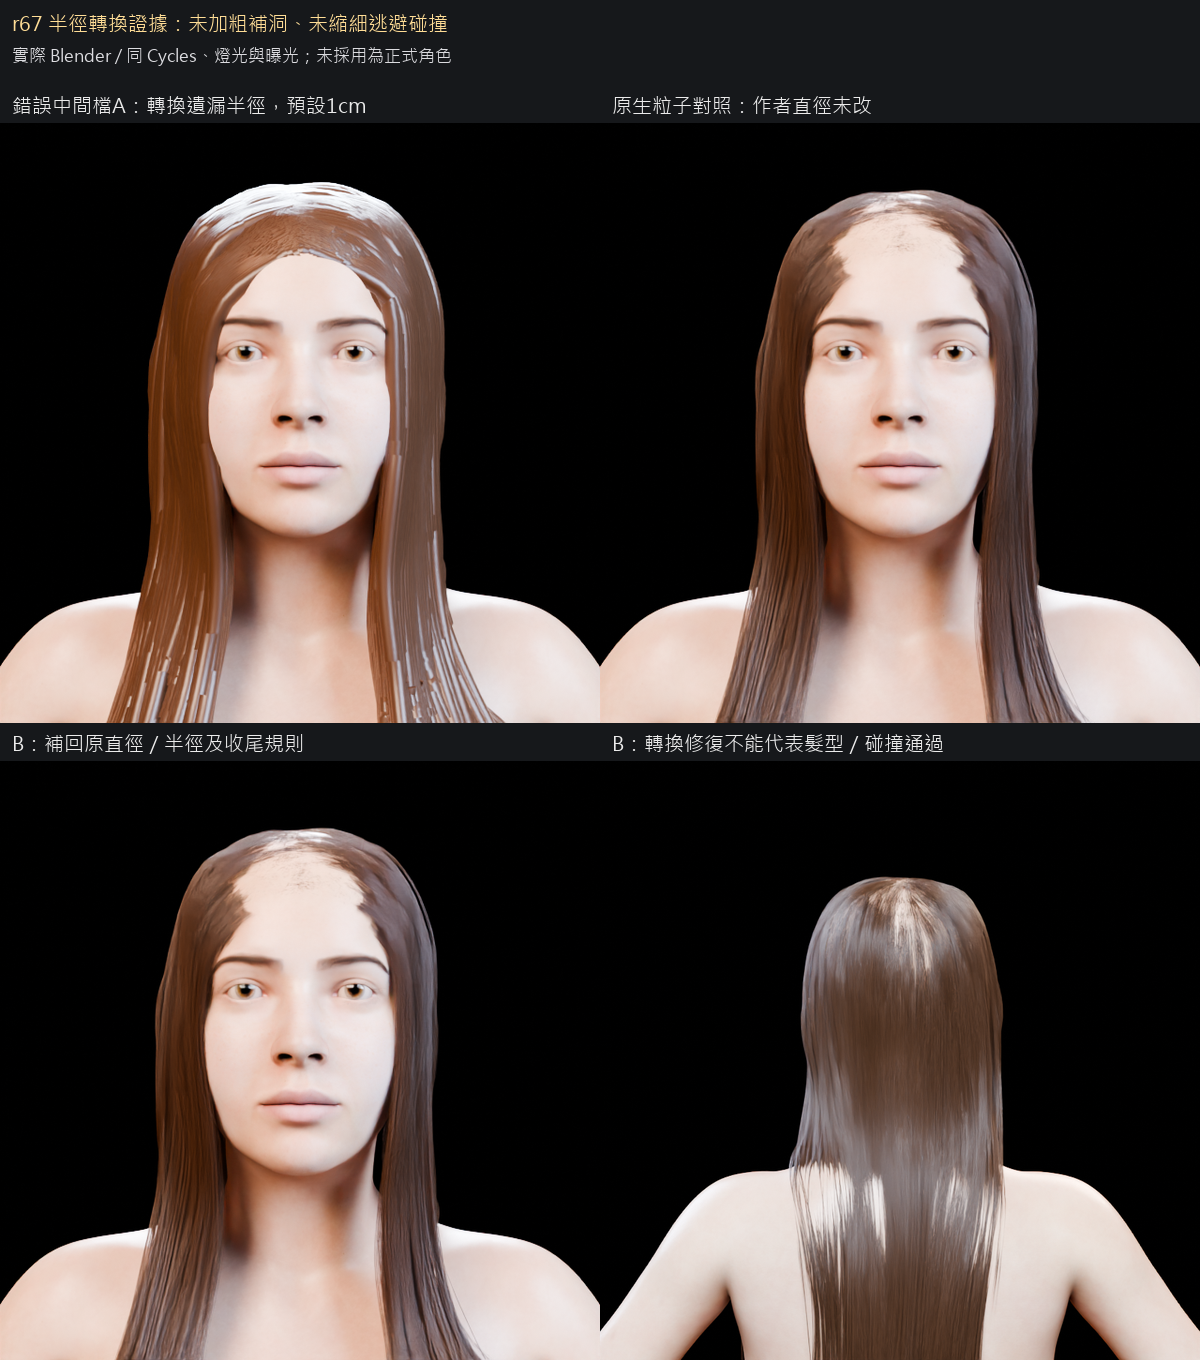 r67 半徑轉換證據：未加粗補洞、未縮細逃避碰撞
實際 Blender / 同 Cycles、燈光與曝光；未採用為正式角色
錯誤中間檔A：轉換遺漏半徑，預設1cm
原生粒子對照：作者直徑未改
B：補回原直徑 / 半徑及收尾規則
B：轉換修復不能代表髮型 / 碰撞通過